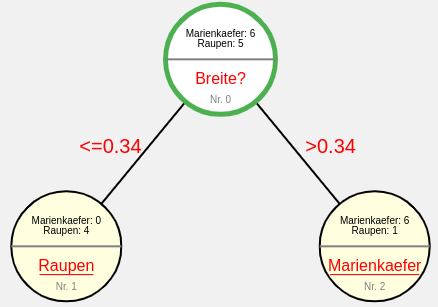 Marienkaefer: 6
Raupen: 5
Breite?
Nr. 0
<=0.34
>0.34
Marienkaefer: 0
Raupen: 4
Raupen
Nr. 1
Marienkaefer: 6
Raupen: 1
Marienkaefer
Nr. 2